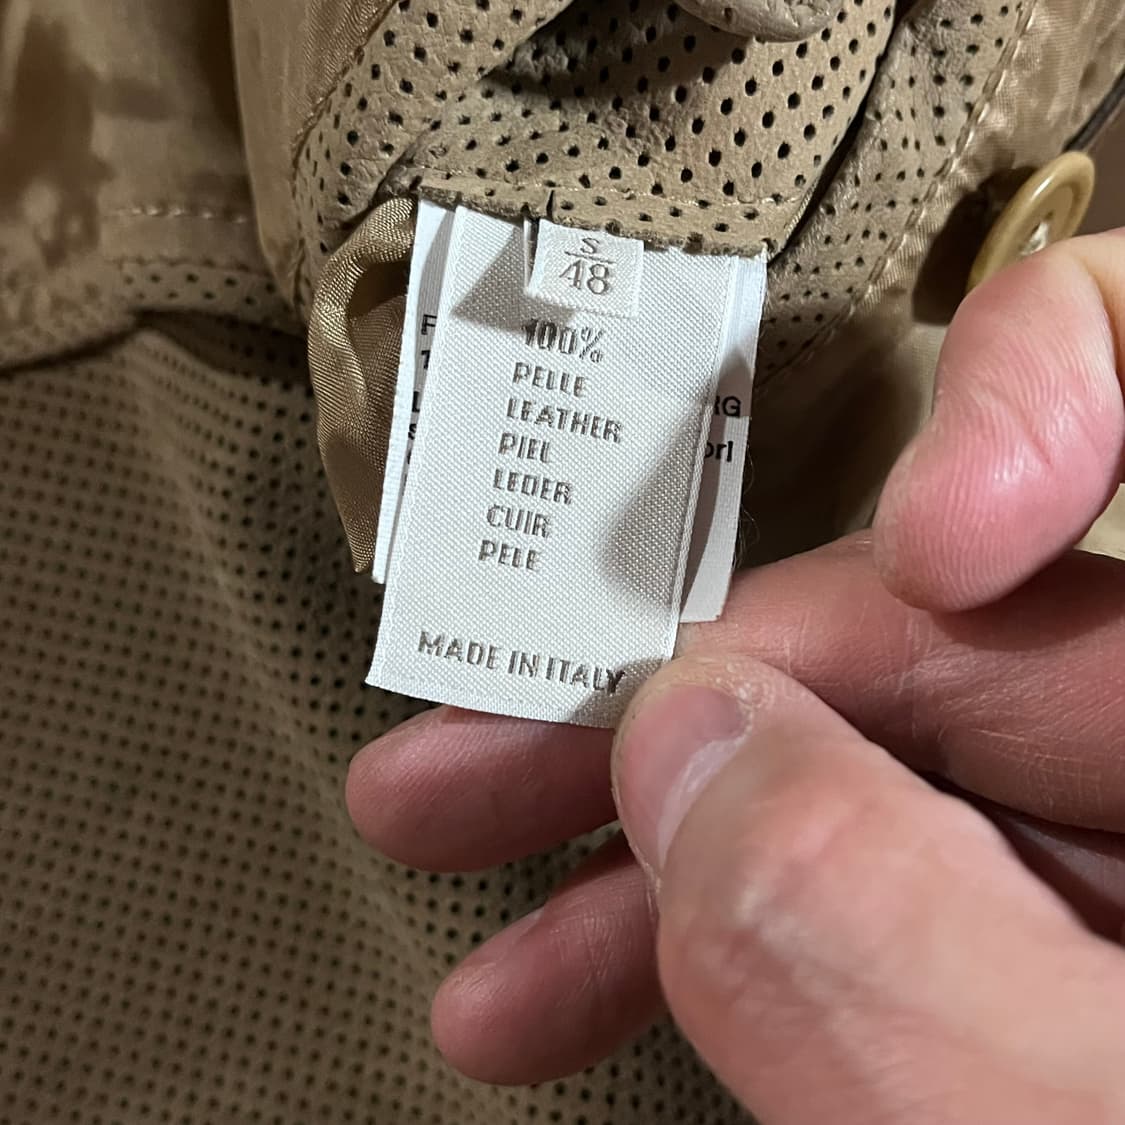 S
48
100%
PELLE
LEATHER
PIEL
LEDER
CUIR
PELE
MADE IN ITALY